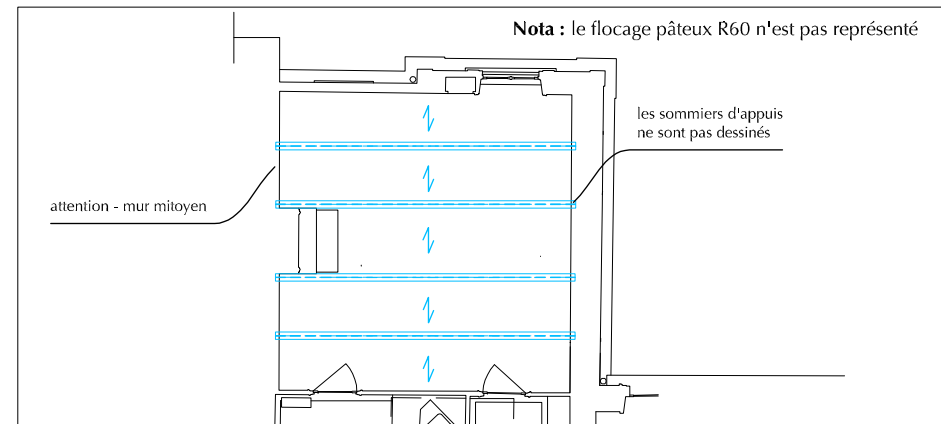 Nota : le flocage pâteux R60 n'est pas représenté
les sommiers d'appuis
ne sont pas dessinés
attention - mur mitoyen